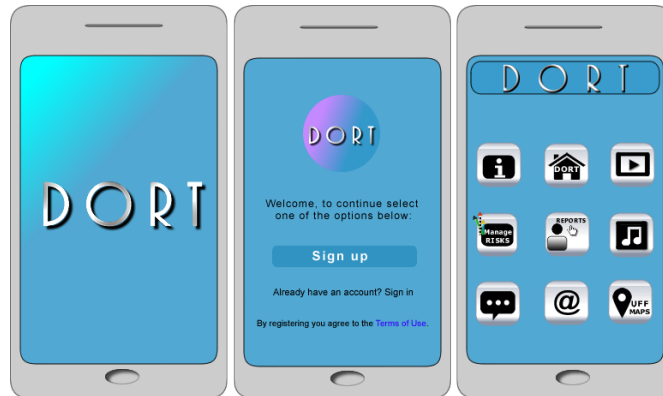 DORT
DORT
Welcome, to continue select
one of the options below:
Sign up
Already have an account? Sign in
By registering you agree to the Terms of Use.
DORT
DORT
Manage
RISKS
REPORTS
@
UFF
MAPS